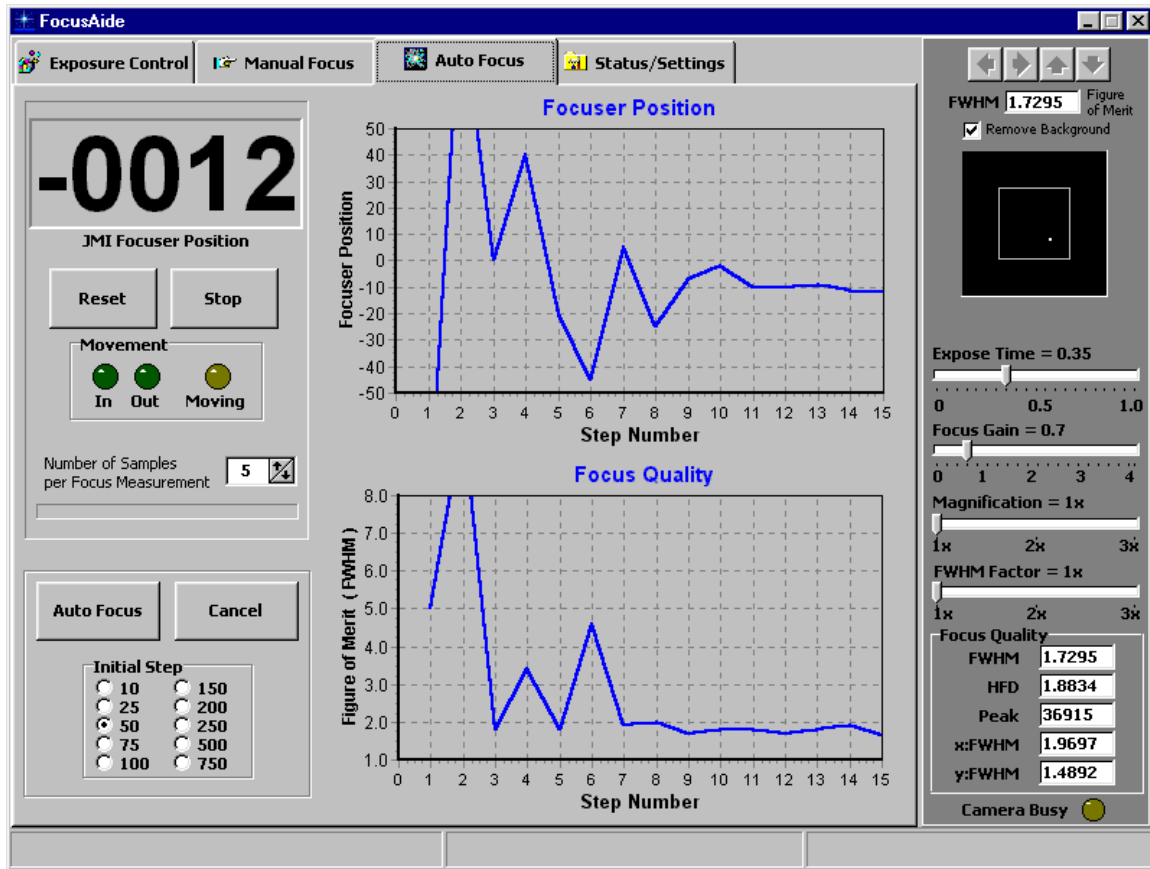 FocusAide
Exposure Control
Manual Focus
Auto Focus
Status/Settings
-0012
JMI Focuser Position
Reset
Stop
Movement
In Out Moving
Number of Samples
per Focus Measurement
5
Auto Focus
Cancel
Initial Step
10 150
25 200
50 250
75 500
100 750
Focuser Position
Focuser Position
50
40
30
20
10
0
-10
-20
-30
-40
-50
0 1 2 3 4 5 6 7 8 9 10 11 12 13 14 15
Step Number
Focus Quality
Figure of Merit ( FWHM )
8.0
7.0
6.0
5.0
4.0
3.0
2.0
1.0
0 1 2 3 4 5 6 7 8 9 10 11 12 13 14 15
Step Number
FWHM 1.7295 Figure
of Merit
Remove Background
Expose Time = 0.35
0 0.5 1.0
Focus Gain = 0.7
0 1 2 3 4
Magnification = 1x
1x 2x 3x
FWHM Factor = 1x
1x 2x 3x
Focus Quality
FWHM 1.7295
HFD 1.8834
Peak 36915
x:FWHM 1.9697
y:FWHM 1.4892
Camera Busy